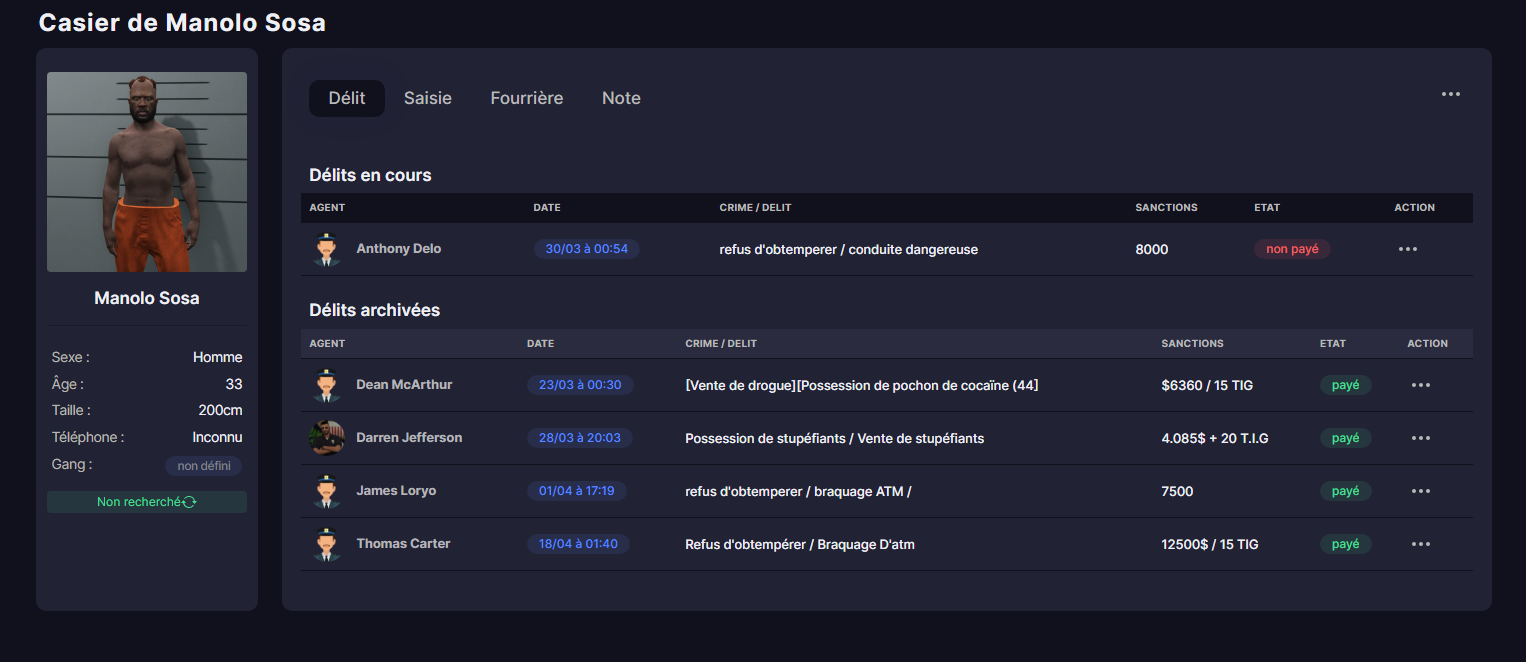 Casier de Manolo Sosa
Manolo Sosa
Sexe : Homme
Âge : 33
Taille : 200cm
Téléphone : Inconnu
Gang : non défini
Non recherché
Délit Saisie Fourrière Note
Délits en cours
AGENT DATE CRIME / DELIT SANCTIONS ETAT ACTION
Anthony Delo 30/03 à 00:54 refus d'obtemperer / conduite dangereuse 8000 non payé
Délits archivées
AGENT DATE CRIME / DELIT SANCTIONS ETAT ACTION
Dean McArthur 23/03 à 00:30 [Vente de drogue][Possession de pochon de cocaïne (44] $6360 / 15 TIG payé
Darren Jefferson 28/03 à 20:03 Possession de stupéfiants / Vente de stupéfiants 4.085$ + 20 T.I.G payé
James Loryo 01/04 à 17:19 refus d'obtemperer / braquage ATM / 7500 payé
Thomas Carter 18/04 à 01:40 Refus d'obtempérer / Braquage D'atm 12500$ / 15 TIG payé